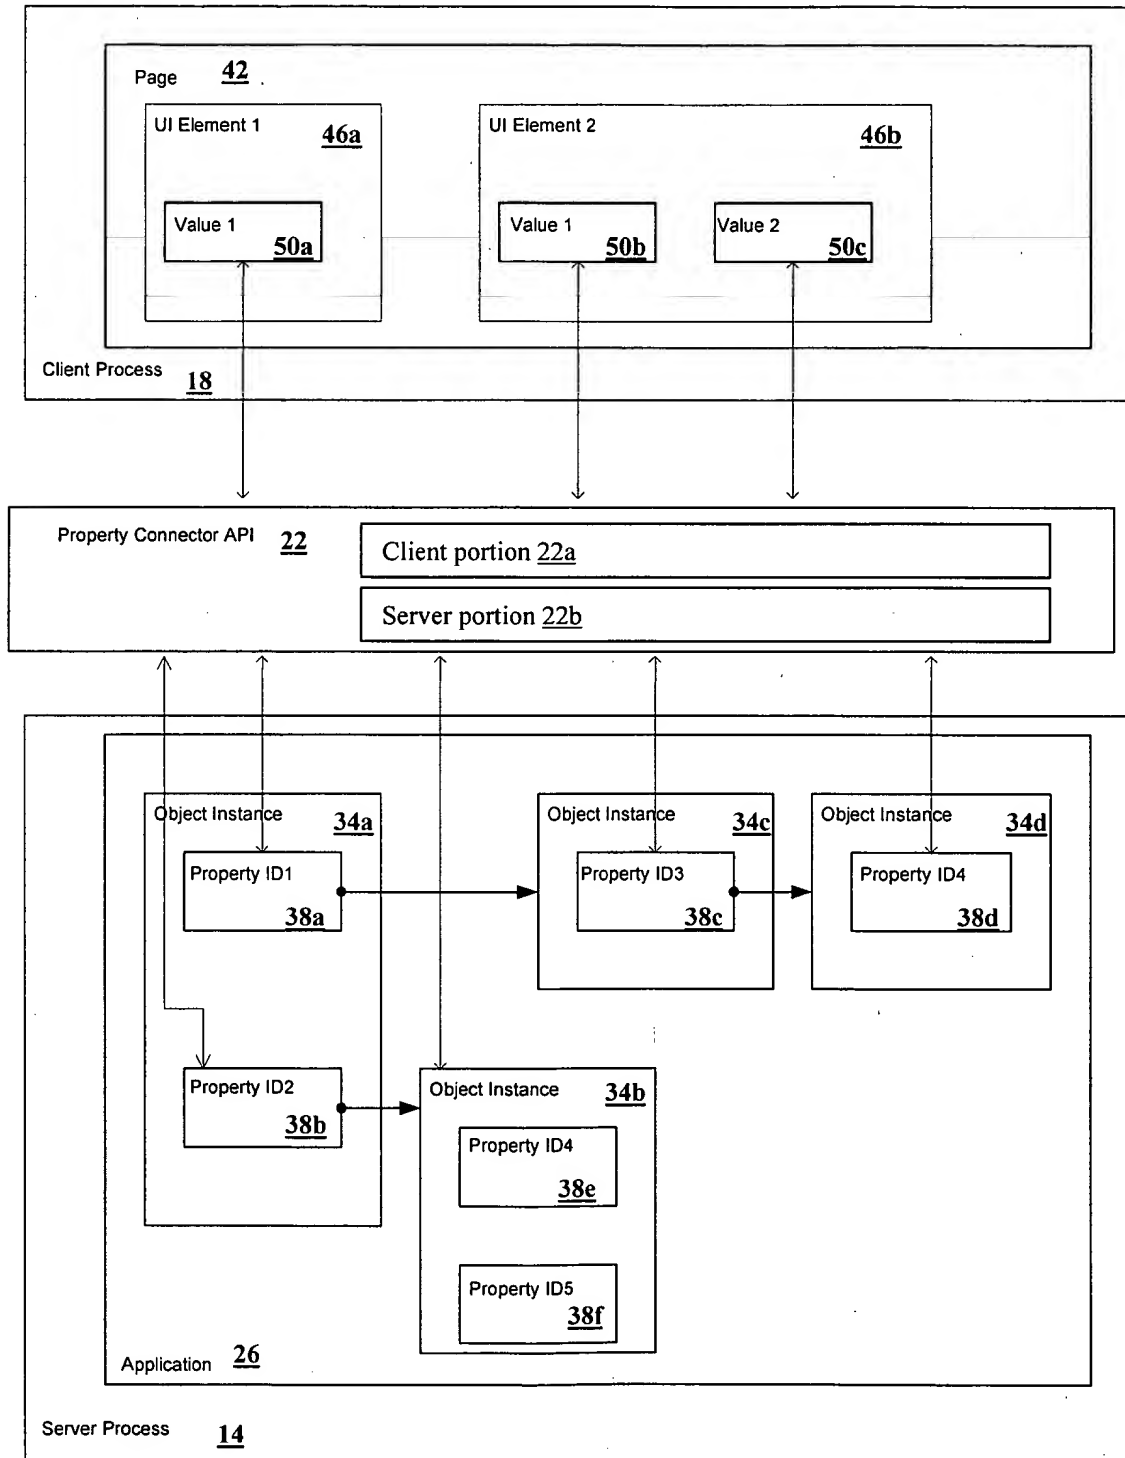 Page 42
UI Element 1 46a
UI Element 2 46b
Value 1 50a
Value 1 50b
Value 2 50c
Client Process 18
Property Connector API 22
Client portion 22a
Server portion 22b
Object Instance 34a
Object Instance 34c
Object Instance 34d
Property ID1 38a
Property ID3 38c
Property ID4 38d
Property ID2 38b
Object Instance 34b
Property ID4 38e
Property ID5 38f
Application 26
Server Process 14